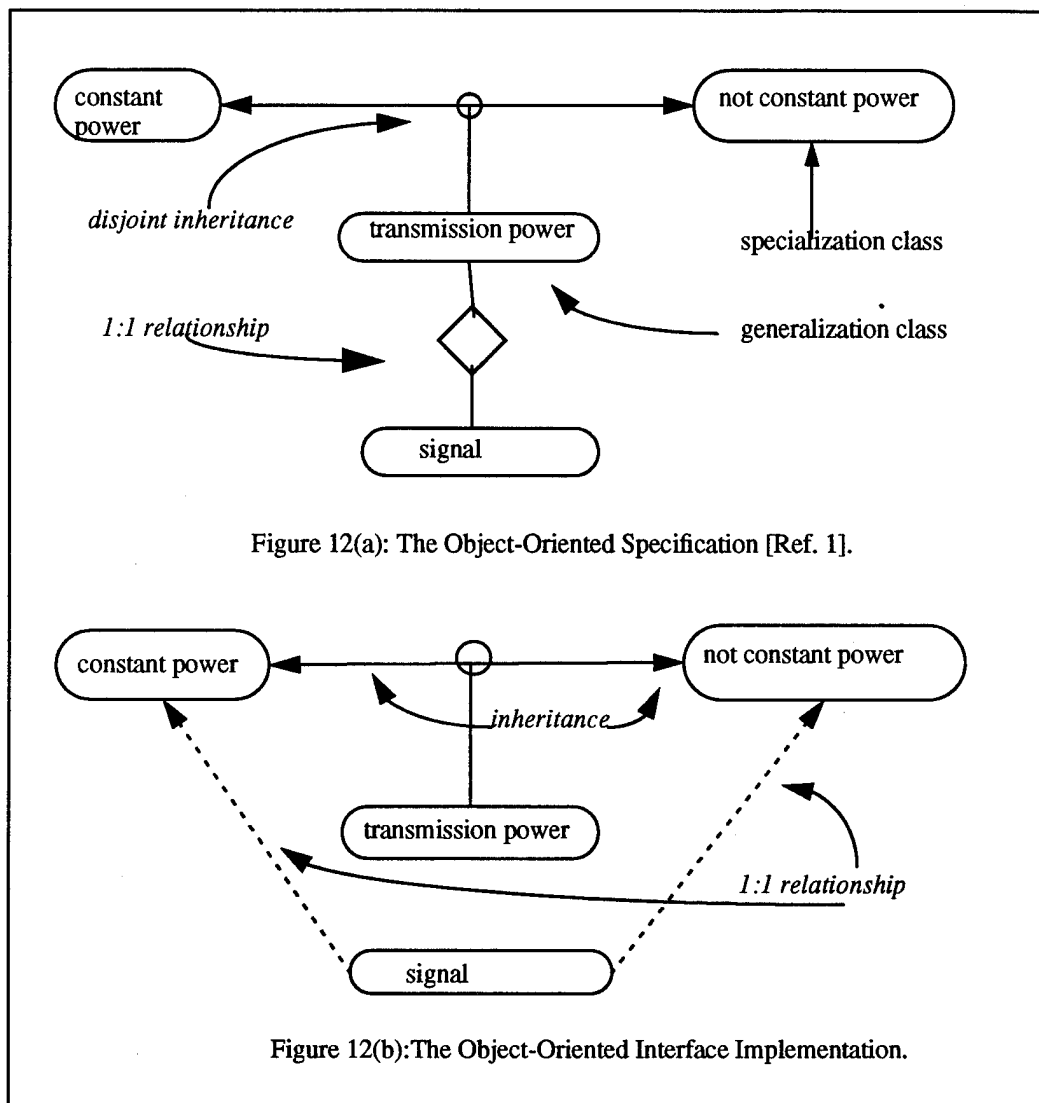 constant
power
not constant power
disjoint inheritance
transmission power
specialization class
1:1 relationship
generalization class
signal
Figure 12(a): The Object-Oriented Specification [Ref. 1].
constant power
not constant power
inheritance
transmission power
1:1 relationship
signal
Figure 12(b):The Object-Oriented Interface Implementation.